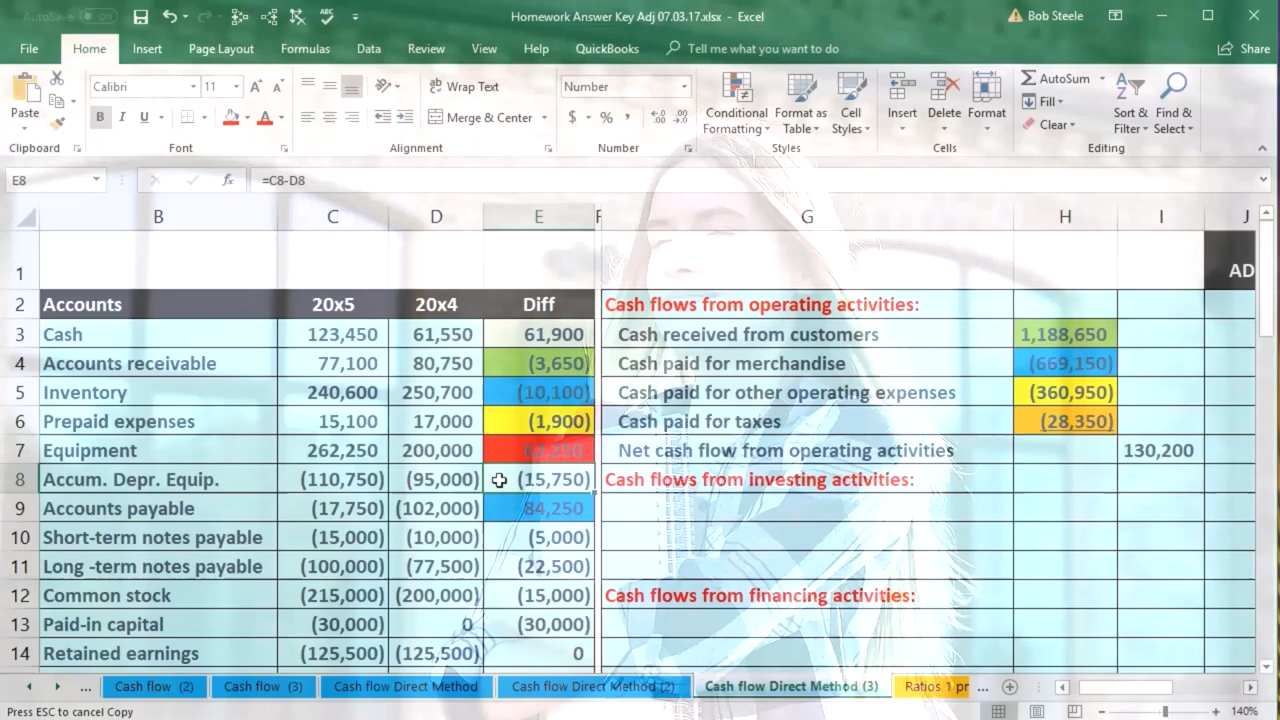 AutoSave Off Homework Answer Key Adj 07.03.17.xlsx - Excel Bob Steele
File Home Insert Page Layout Formulas Data Review View Help QuickBooks Tell me what you want to do Share
Paste Calibri 11 Wrap Text Number Conditional Format as Cell Insert Delete Format AutoSum Sort & Find &
B I U Merge & Center $ % , Formatting Table Styles Fill Filter Select
Clear
Clipboard Font Alignment Number Styles Cells Editing
E8 fx =C8-D8
B C D E F G H I J
1 AD
2 Accounts 20x5 20x4 Diff Cash flows from operating activities:
3 Cash 123,450 61,550 61,900 Cash received from customers 1,188,650
4 Accounts receivable 77,100 80,750 (3,650) Cash paid for merchandise (669,150)
5 Inventory 240,600 250,700 (10,100) Cash paid for other operating expenses (360,950)
6 Prepaid expenses 15,100 17,000 (1,900) Cash paid for taxes (28,350)
7 Equipment 262,250 200,000 62,250 Net cash flow from operating activities 130,200
8 Accum. Depr. Equip. (110,750) (95,000) (15,750) Cash flows from investing activities:
9 Accounts payable (17,750) (102,000) 84,250
10 Short-term notes payable (15,000) (10,000) (5,000)
11 Long -term notes payable (100,000) (77,500) (22,500)
12 Common stock (215,000) (200,000) (15,000) Cash flows from financing activities:
13 Paid-in capital (30,000) 0 (30,000)
14 Retained earnings (125,500) (125,500) 0
... Cash flow (2) Cash flow (3) Cash flow Direct Method Cash flow Direct Method (2) Cash flow Direct Method (3) Ratios 1 pr ...
Press ESC to cancel Copy 140%